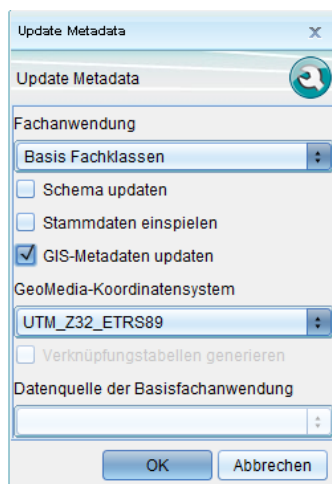 Update Metadata
Update Metadata
Fachanwendung
Basis Fachklassen
Schema updaten
Stammdaten einspielen
GIS-Metadaten updaten
GeoMedia-Koordinatensystem
UTM_Z32_ETRS89
Verknüpfungstabellen generieren
Datenquelle der Basisfachanwendung
OK Abbrechen